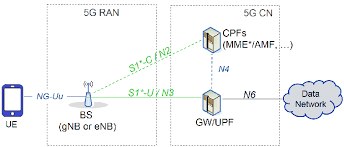 5G RAN
5G CN
CPFs
(MME*/AMF, ...)
S1*-C / N2
N4
NG-Uu
S1*-U / N3
N6
Data
Network
UE
BS
(gNB or eNB)
GW/UPF